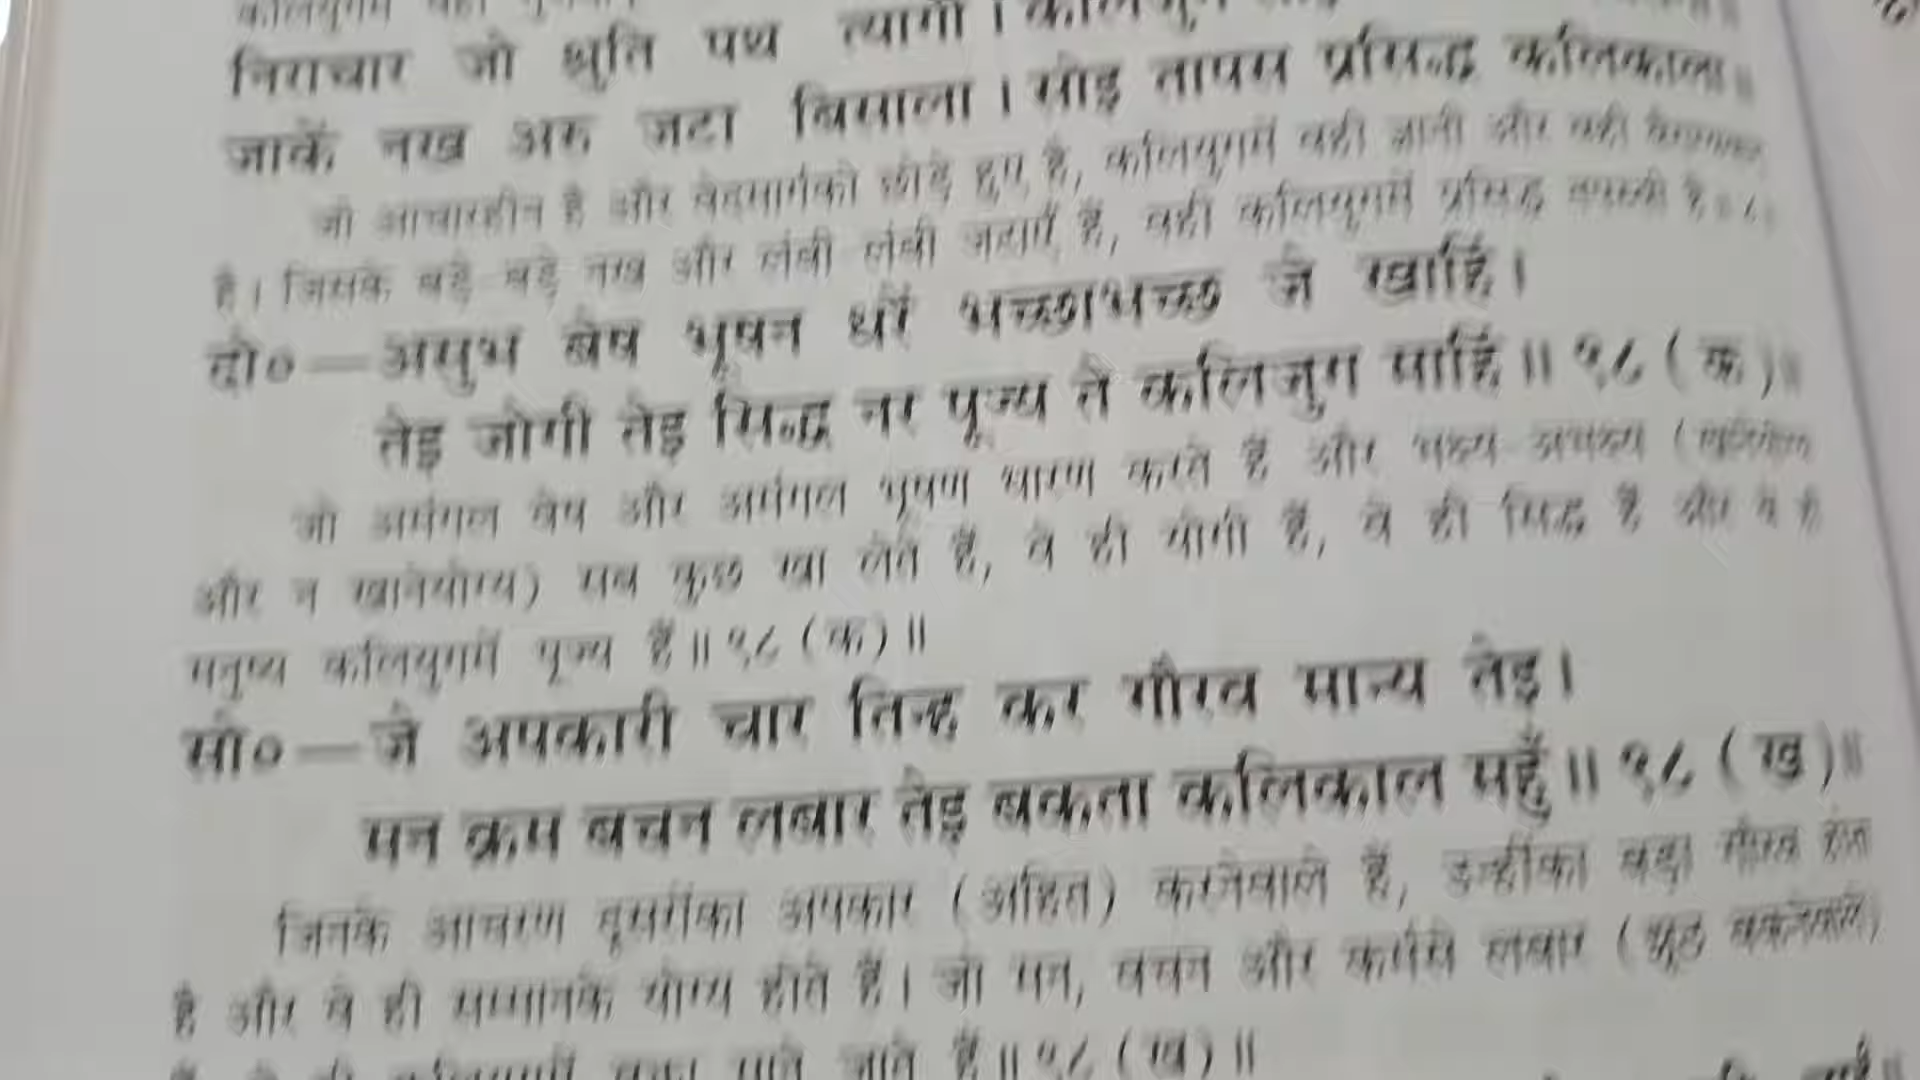 निराचार जो श्रुति पथ त्यागी । कलिजुग
जाकें नख अरु जटा बिसाला । सोइ तापस प्रसिद्ध कलिकाला॥
जो आचारहीन है और वेदमार्गको छोड़े हुए है, कलियुगमें वही ज्ञानी और वही वैराग्यवान्
है। जिसके बड़े-बड़े नख और लंबी-लंबी जटाएँ हैं, वही कलियुगमें प्रसिद्ध तपस्वी है॥
दो०—असुभ बेष भूषन धरें भच्छाभच्छ जे खाहिं।
तेइ जोगी तेइ सिद्ध नर पूज्य ते कलिजुग माहिं॥ ९८ (क)॥
जो अमंगल वेष और अमंगल भूषण धारण करते हैं और भक्ष्य-अभक्ष्य
और न खानेयोग्य) सब कुछ खा लेते हैं, वे ही योगी हैं, वे ही सिद्ध हैं और वे ही
मनुष्य कलियुगमें पूज्य हैं॥ ९८ (क)॥
सो०—जे अपकारी चार तिन्ह कर गौरव मान्य तेइ।
मन क्रम बचन लबार तेइ बकता कलिकाल महुँ॥ ९८ (ख)॥
जिनके आचरण दूसरोंका अपकार (अहित) करनेवाले हैं, उन्हींका बड़ा गौरव होता
है और वे ही सम्मानके योग्य होते हैं। जो मन, वचन और कर्मसे लबार (झूठ बकनेवाले)
माने जाते हैं॥ ९८ (ख)॥